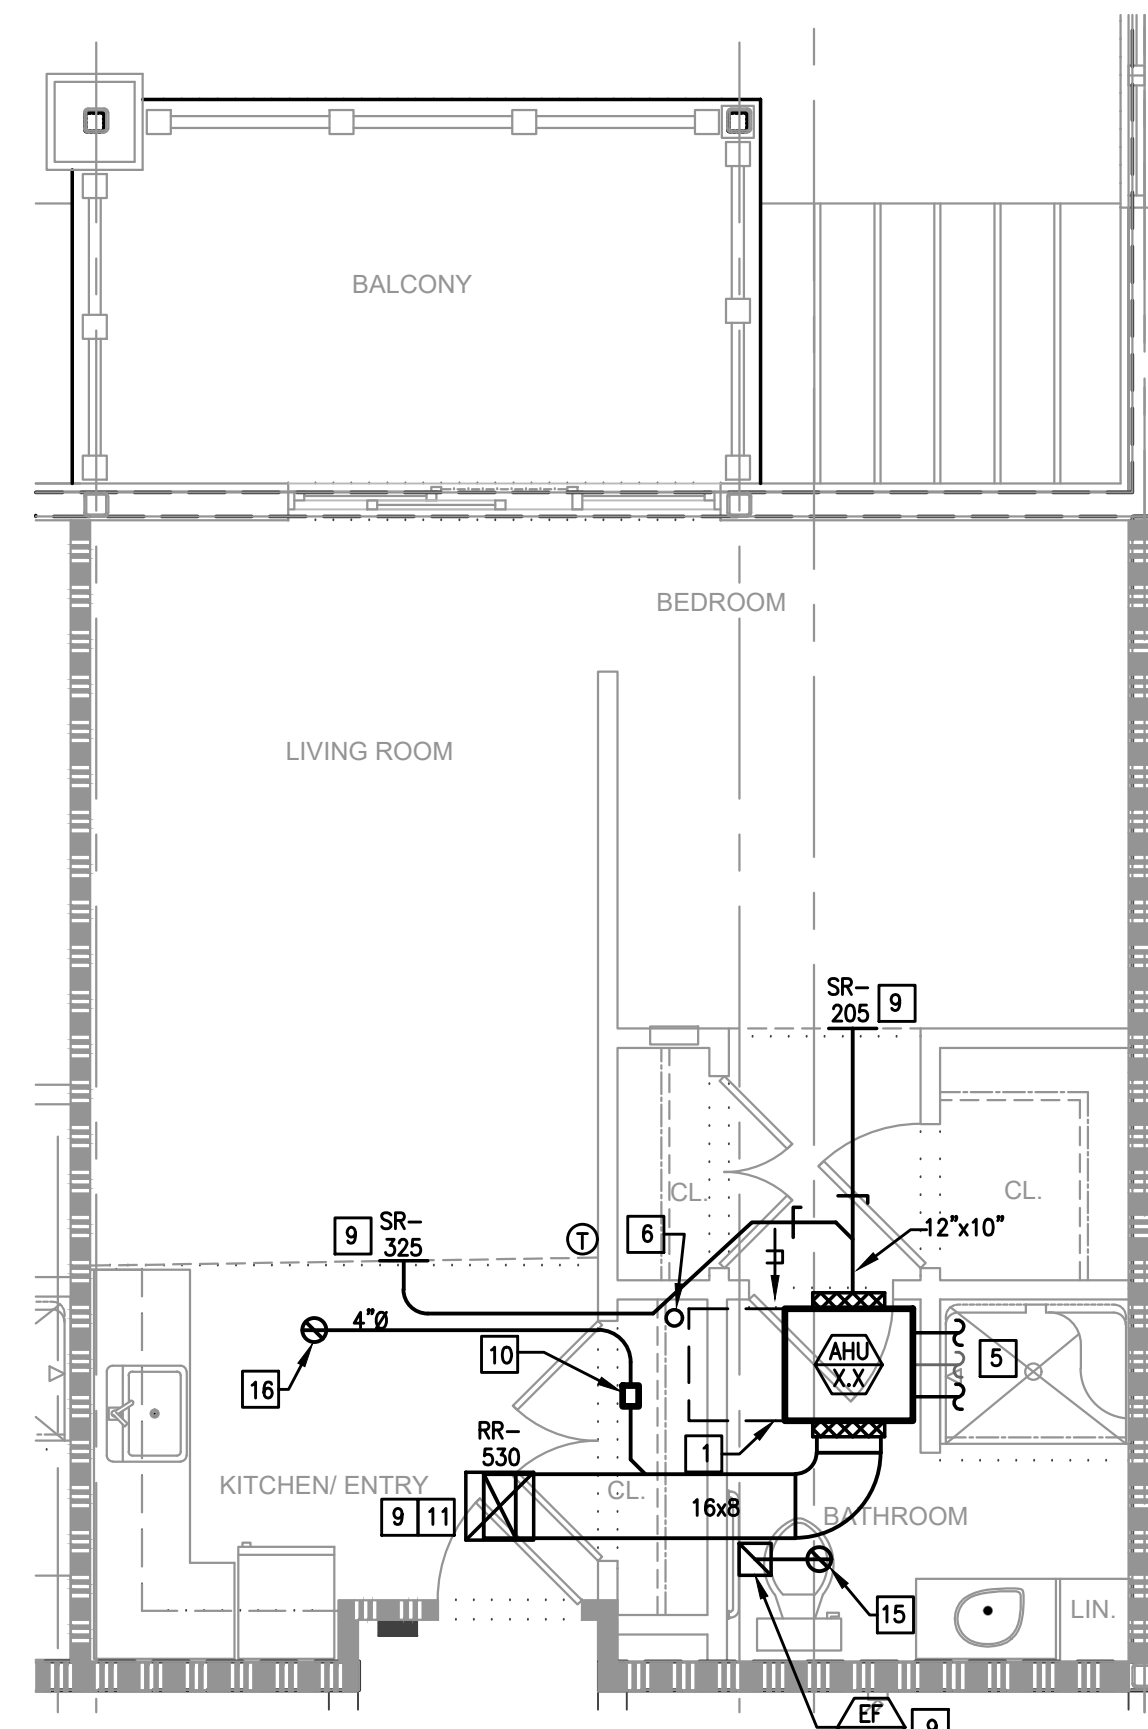 BALCONY
BEDROOM
LIVING ROOM
SR-
205
9
CL.
CL.
9
SR-
325
T
6
12"x10"
4"Ø
16
10
AHU
X.X
5
RR-
530
1
KITCHEN/ ENTRY
CL.
9
11
16x8
BATHROOM
15
LIN.
EF
9